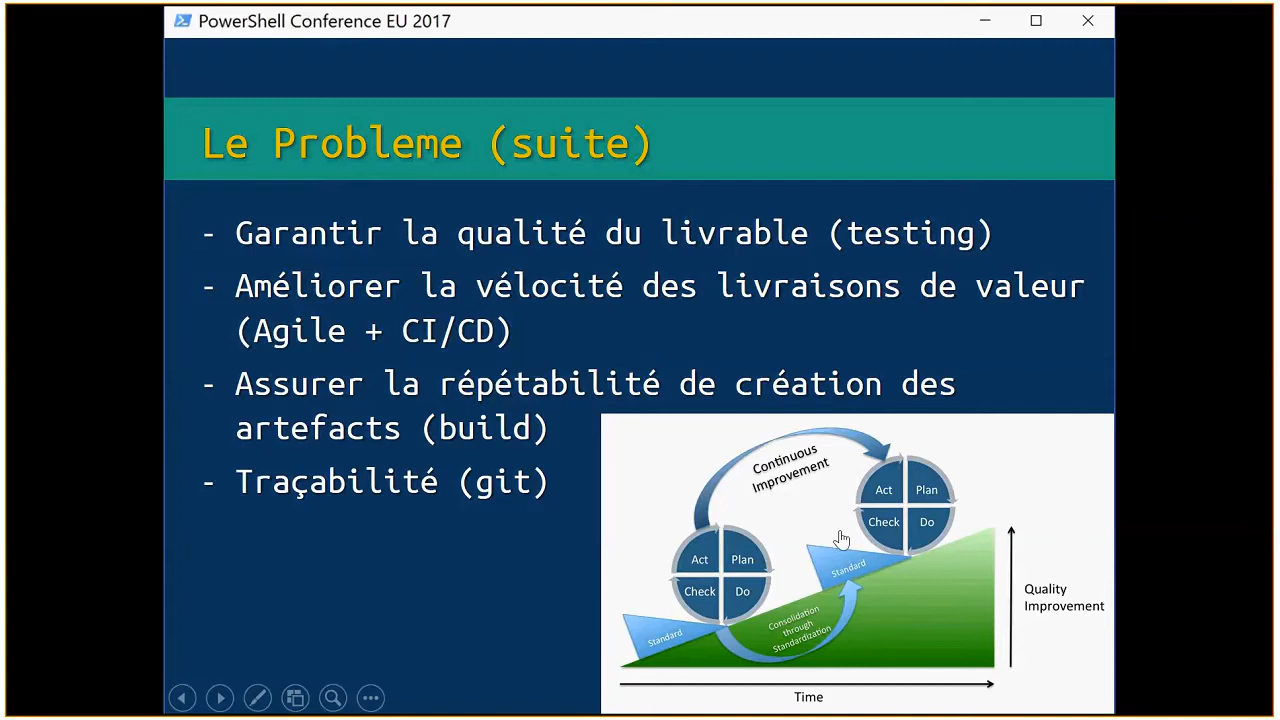 PowerShell Conference EU 2017
Le Probleme (suite)
- Garantir la qualité du livrable (testing)
- Améliorer la vélocité des livraisons de valeur
(Agile + CI/CD)
- Assurer la répétabilité de création des
artefacts (build)
- Traçabilité (git)
Continuous
Improvement
Act
Plan
Check
Do
Act
Plan
Check
Do
Standard
Standard
Consolidation
through
Standardization
Quality
Improvement
Time